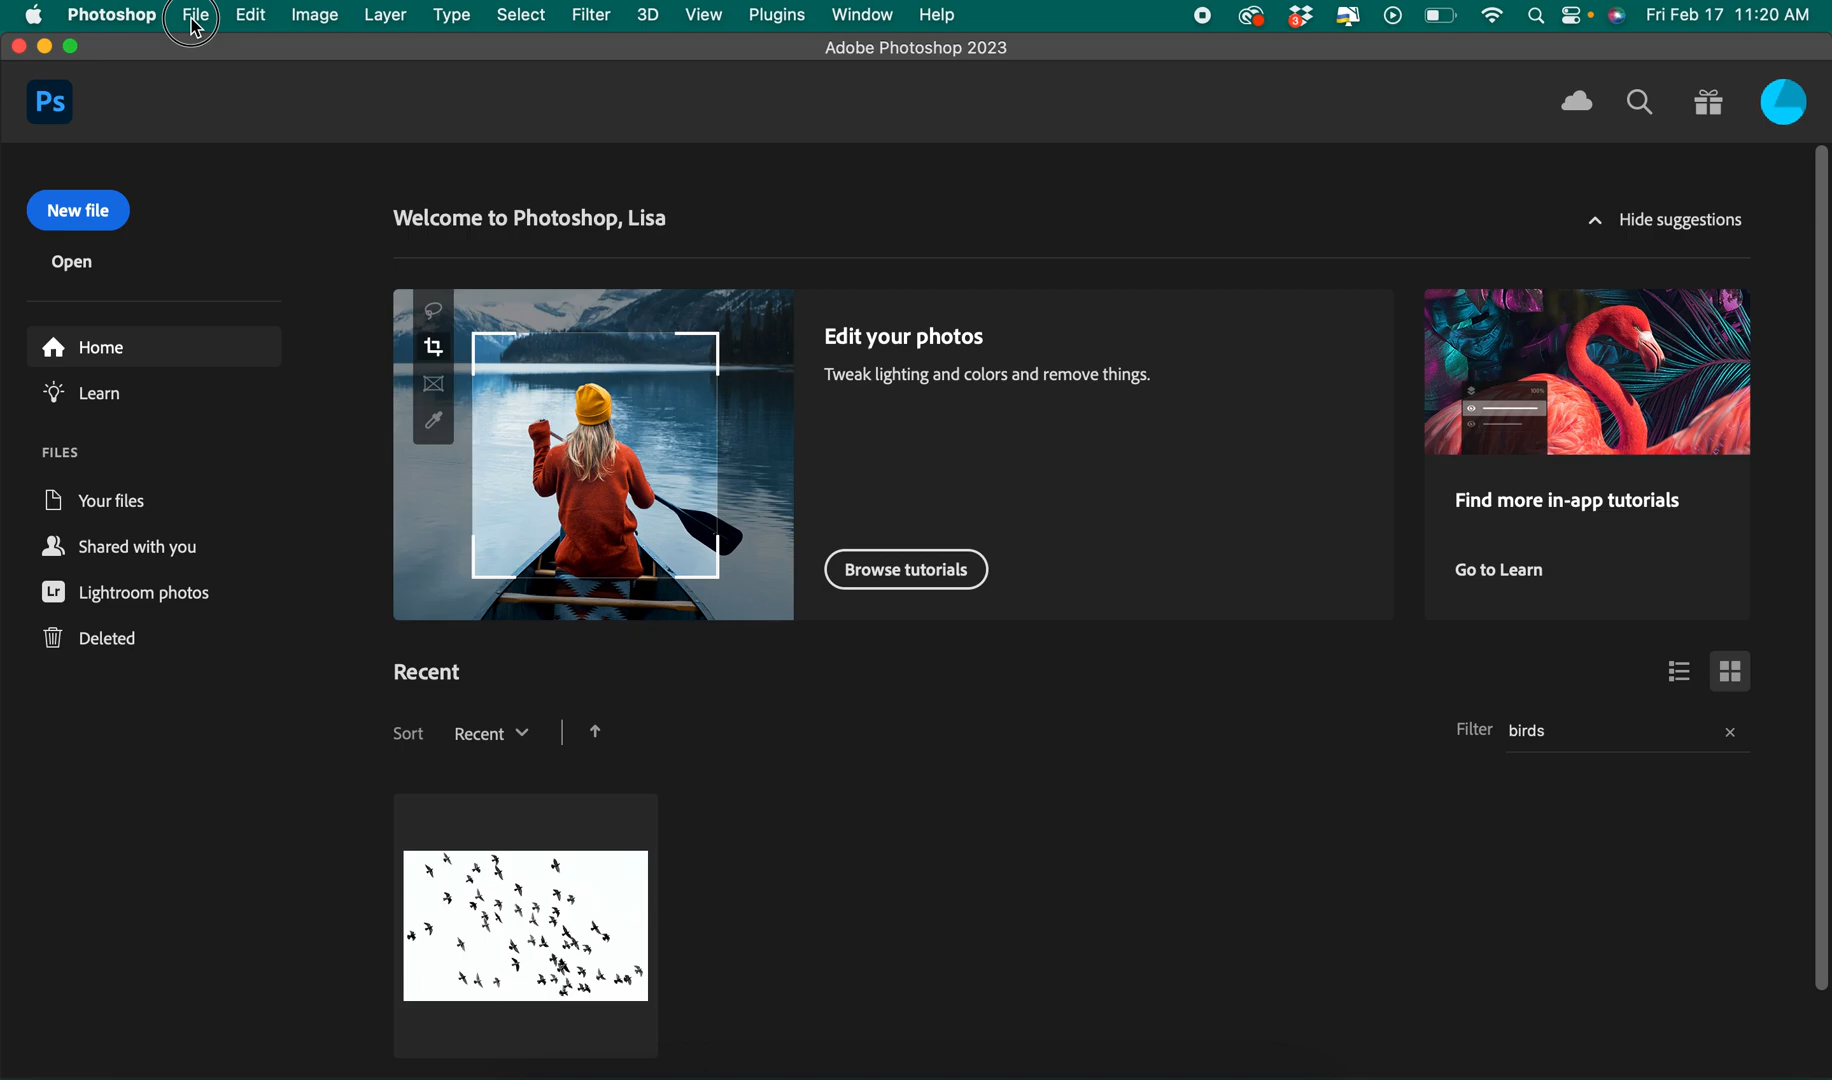 Photoshop File Edit Image Layer Type Select Filter 3D View Plugins Window Help 3 Fri Feb 17 11:20 AM
Adobe Photoshop 2023
Ps
New file
Welcome to Photoshop, Lisa
Hide suggestions
Open
Home
Learn
Edit your photos
Tweak lighting and colors and remove things.
100%
FILES
Your files
Find more in-app tutorials
Shared with you
Browse tutorials
Go to Learn
Lr Lightroom photos
Deleted
Recent
Sort Recent
Filter birds